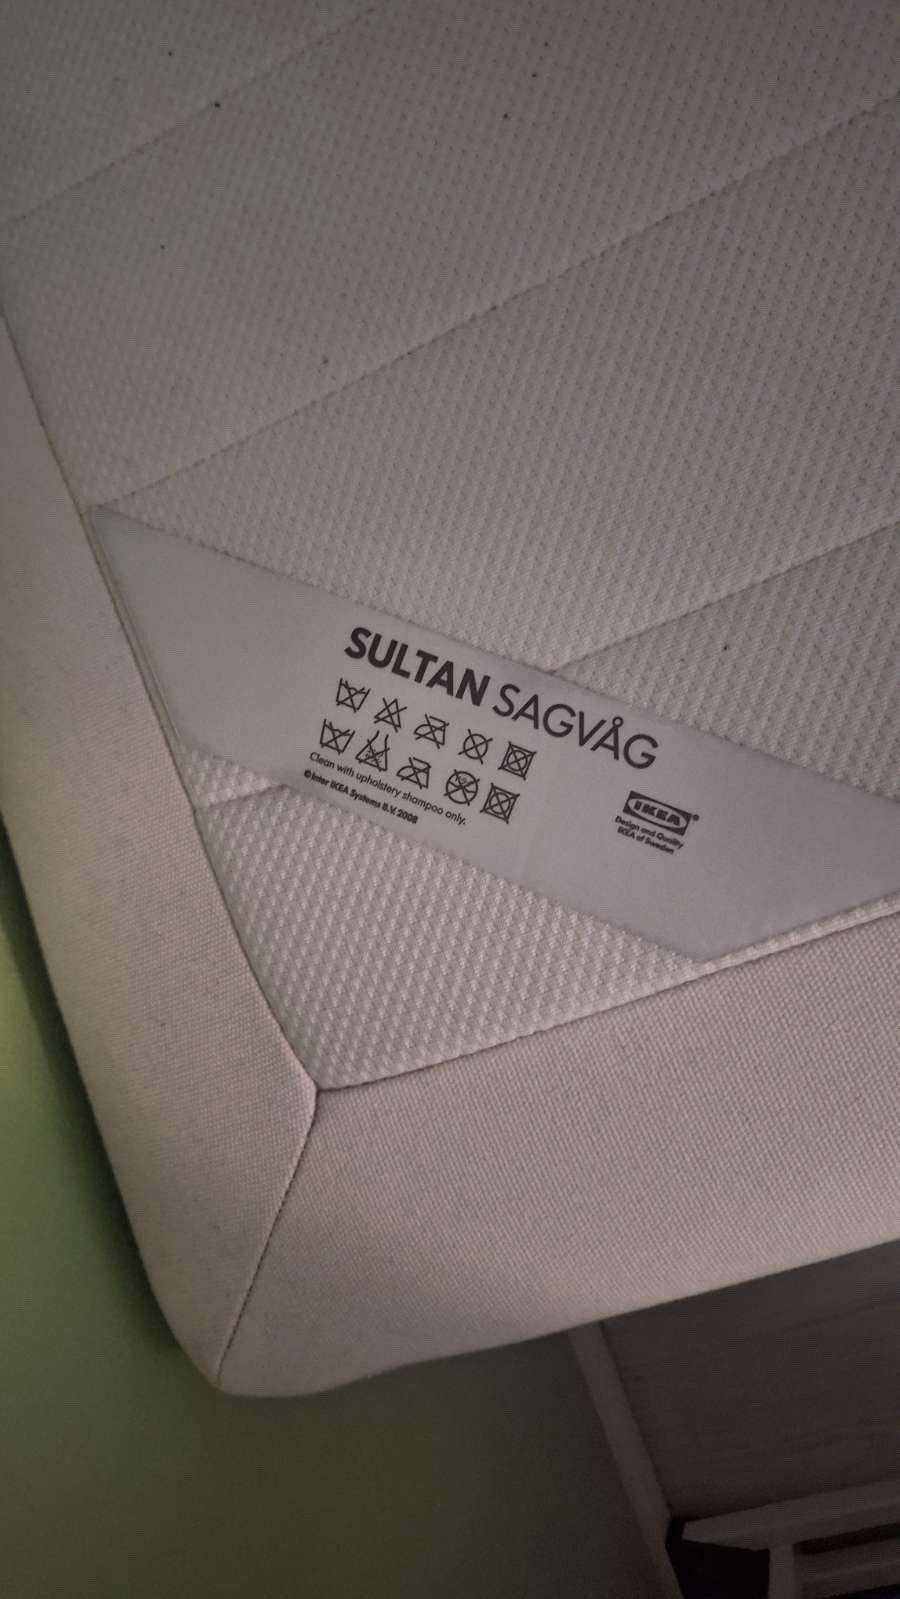 SULTAN SAGVÅG
Clean with upholstery shampoo only.
©Inter IKEA Systems B.V. 2008
IKEA®
Design and Quality
IKEA of Sweden